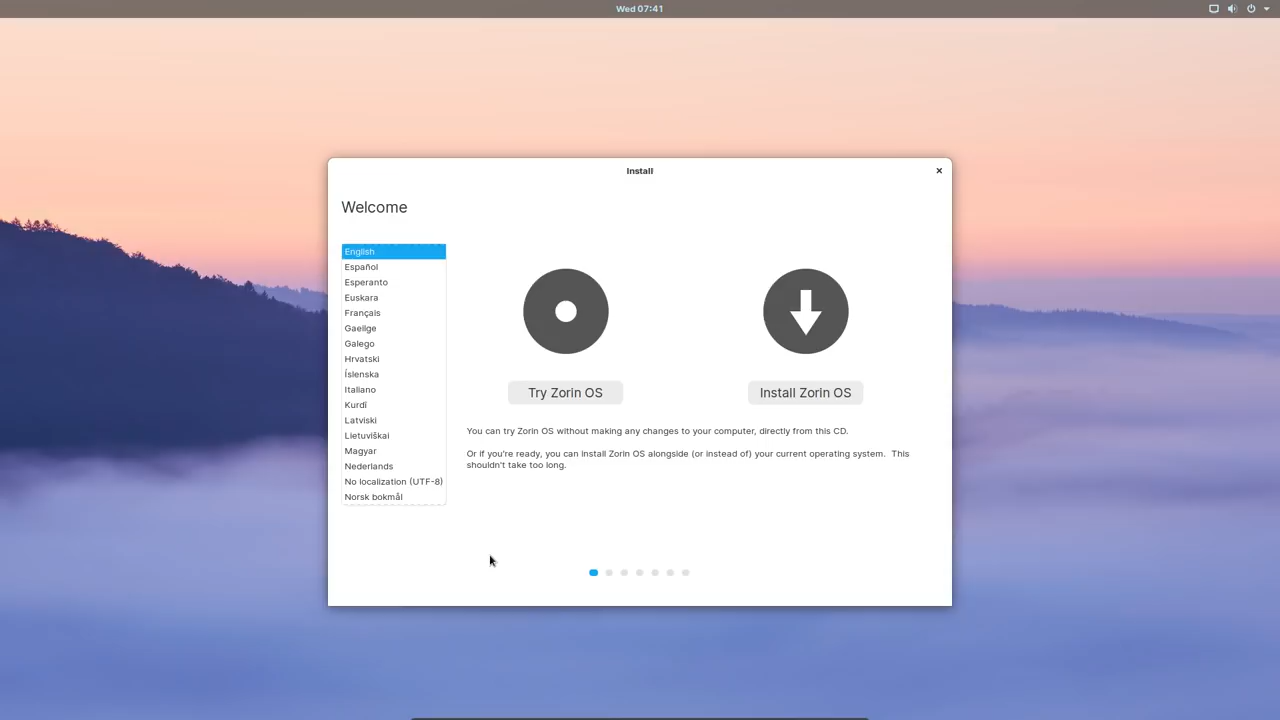 Wed 07:41
Install
×
Welcome
English
Español
Esperanto
Euskara
Français
Gaeilge
Galego
Hrvatski
Íslenska
Italiano
Kurdî
Latviski
Lietuviškai
Magyar
Nederlands
No localization (UTF-8)
Norsk bokmål
Try Zorin OS
Install Zorin OS
You can try Zorin OS without making any changes to your computer, directly from this CD.
Or if you're ready, you can install Zorin OS alongside (or instead of) your current operating system.  This
shouldn't take too long.